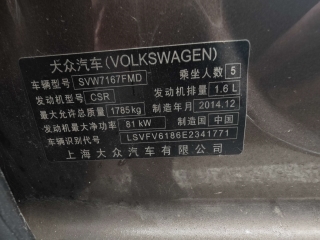 大众汽车(VOLKSWAGEN)
车辆型号 SVW7167FMD 乘坐人数 5
发动机型号 CSR 发动机排量 1.6 L
最大允许总质量 1785kg 制造年月 2014.12
发动机最大净功率 81 kW 制造国 中国
车辆识别代号 LSVFV6186E2341771
上海大众汽车有限公司